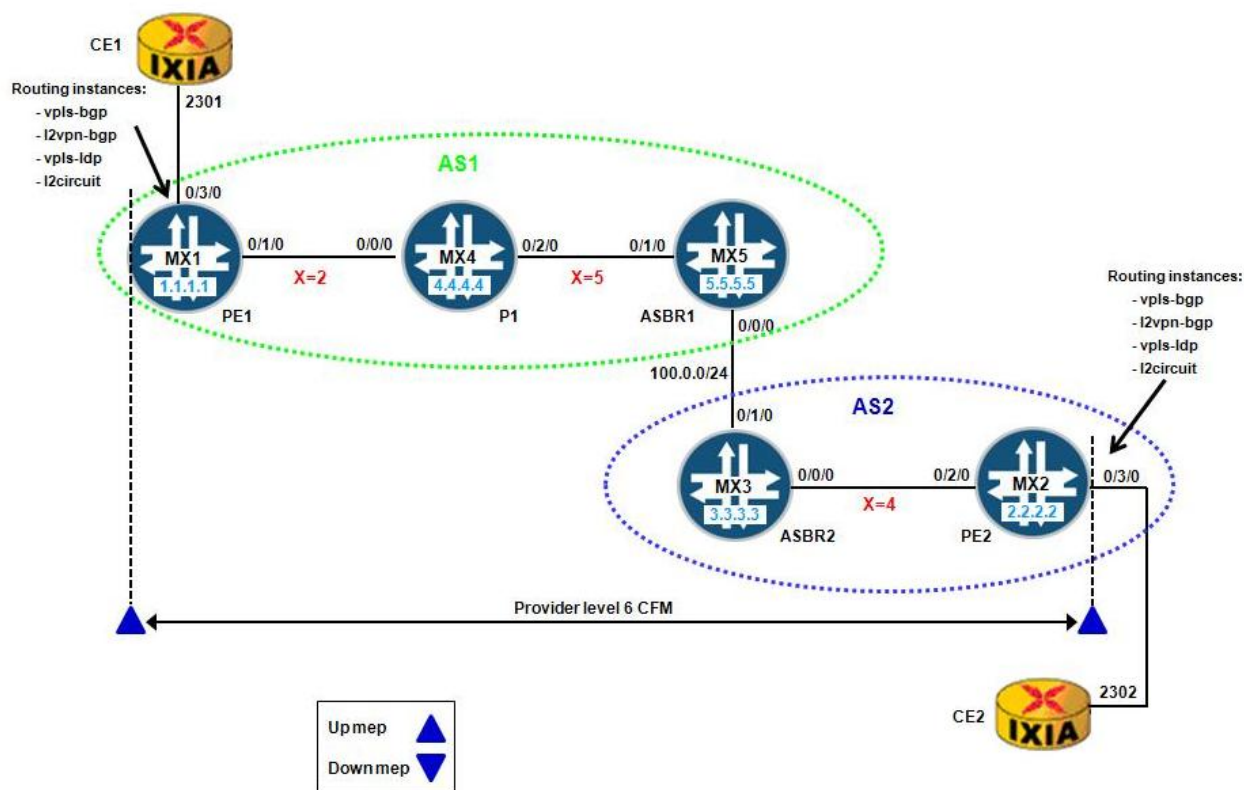 CE1
IXIA
Routing instances:
- vpls-bgp
- l2vpn-bgp
- vpls-ldp
- l2circuit
2301
AS1
0/3/0
MX1
1.1.1.1
PE1
0/1/0
X=2
0/0/0
MX4
4.4.4.4
P1
0/2/0
X=5
0/1/0
MX5
5.5.5.5
ASBR1
0/0/0
100.0.0/24
Routing instances:
- vpls-bgp
- l2vpn-bgp
- vpls-ldp
- l2circuit
AS2
0/1/0
MX3
3.3.3.3
ASBR2
0/0/0
X=4
0/2/0
MX2
2.2.2.2
PE2
0/3/0
Provider level 6 CFM
2302
CE2
IXIA
Up mep
Down mep